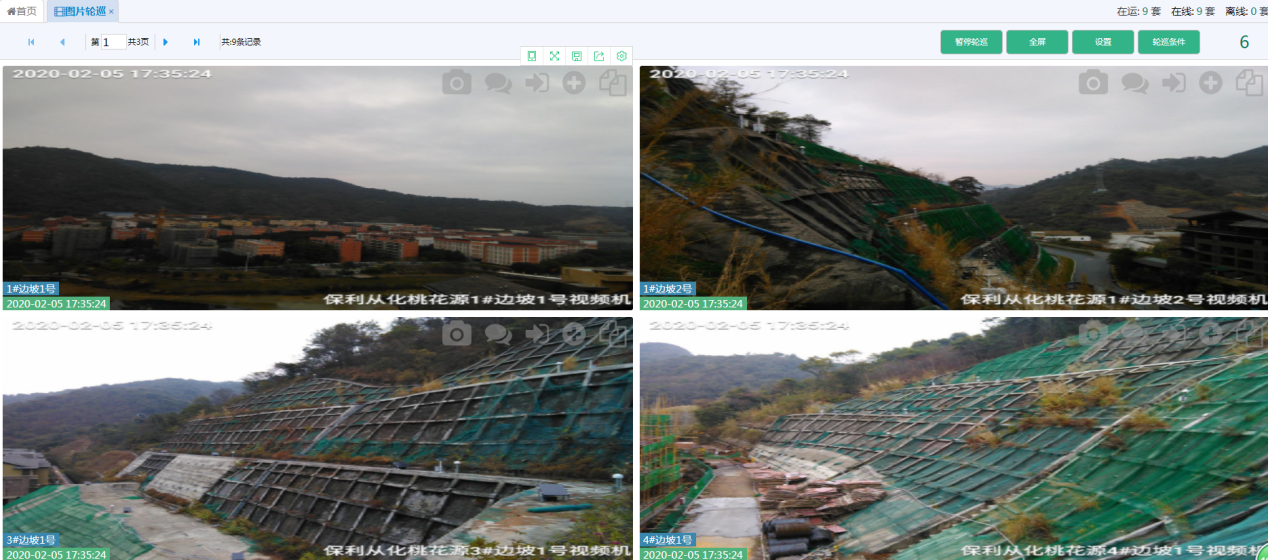 首页 图片轮巡 × 在运: 9 套 在线: 9 套 离线: 0 套
第 1 共3页 共:9条记录 暂停轮巡 全屏 设置 轮巡条件 6
2020-02-05 17:35:24
1#边坡1号
2020-02-05 17:35:24
保利从化桃花源1#边坡1号视频机
2020-02-05 17:35:24
1#边坡2号
2020-02-05 17:35:24
保利从化桃花源1#边坡2号视频机
2020-02-05 17:35:24
3#边坡1号
2020-02-05 17:35:24
保利从化桃花源3#边坡1号视频机
2020-02-05 17:35:24
4#边坡1号
2020-02-05 17:35:24
保利从化桃花源4#边坡1号视频机